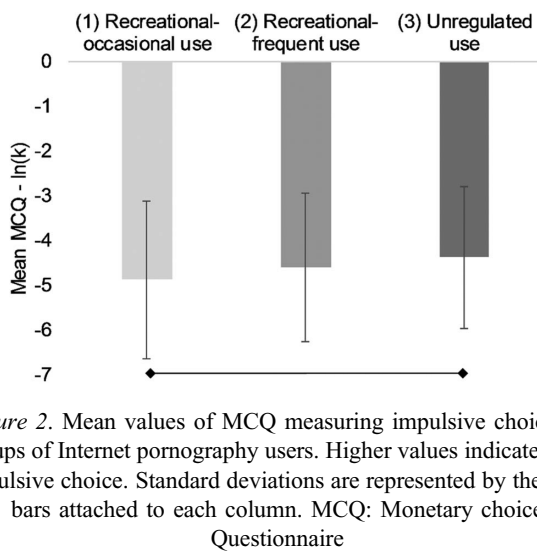 (1) Recreational- (2) Recreational- (3) Unregulated
occasional use frequent use use
0
-1
-2
-3
-4
-5
-6
-7
Mean MCQ - ln(k)
ure 2. Mean values of MCQ measuring impulsive choic
ups of Internet pornography users. Higher values indicate
ulsive choice. Standard deviations are represented by the
bars attached to each column. MCQ: Monetary choice
Questionnaire